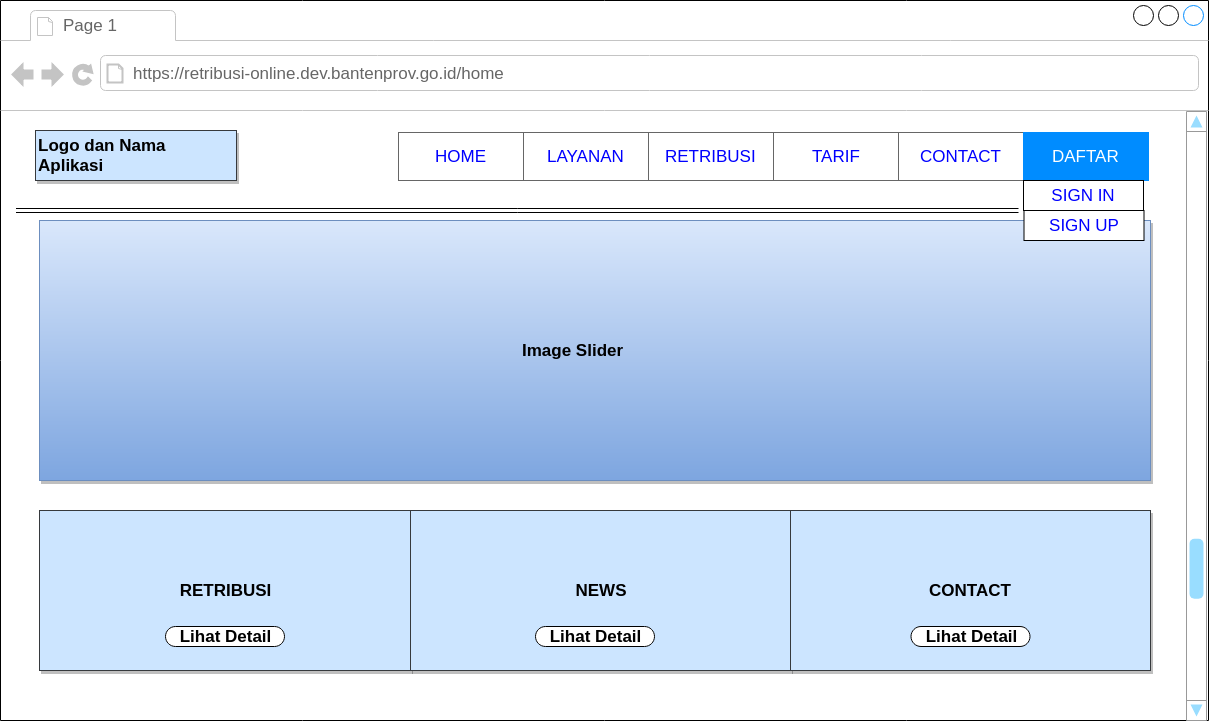 Page 1
https://retribusi-online.dev.bantenprov.go.id/home
Logo dan Nama
Aplikasi
HOME
LAYANAN
RETRIBUSI
TARIF
CONTACT
DAFTAR
SIGN IN
SIGN UP
Image Slider
RETRIBUSI
Lihat Detail
NEWS
Lihat Detail
CONTACT
Lihat Detail